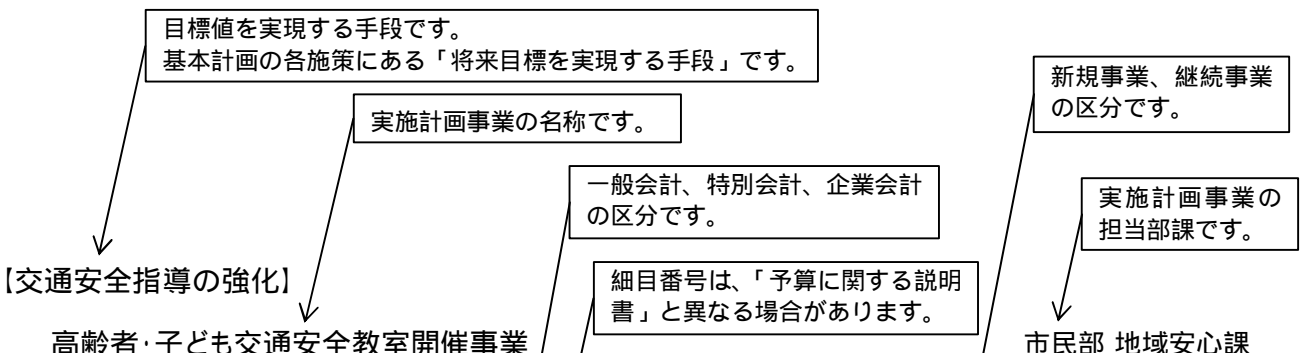 目標値を実現する手段です。
基本計画の各施策にある「将来目標を実現する手段」です。
新規事業、継続事業
の区分です。
実施計画事業の名称です。
一般会計、特別会計、企業会計
の区分です。
実施計画事業の
担当部課です。
【交通安全指導の強化】
細目番号は、「予算に関する説明
書」と異なる場合があります。
高齢者・子ども交通安全教室開催事業
市民部 地域安心課